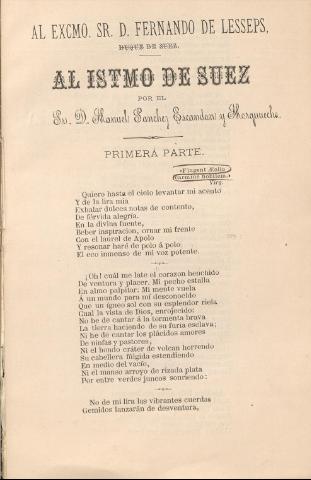 AL EXCMO. SR. D. FERNANDO DE LESSEPS,
DUQUE DE SUEZ.
AL ISTMO DE SUEZ
POR EL
Sr. D. Manuel Sanchez Escandon y Morquecho.
PRIMERA PARTE.
«Fingent Æolio
Carmine nobilem.»
Virg.
Quiero hasta el cielo levantar mi acento
Y de la lira mia
Exhalar dulces notas de contento,
De férvida alegría.
En la divina fuente,
Beber inspiracion, ornar mi frente
Con el laurel de Apolo
Y resonar haré de polo á polo
El eco inmenso de mi voz potente.
¡Oh! cuál me late el corazon henchido
De ventura y placer. Mi pecho estalla
En almo palpitar: Mi mente vuela
Á un mundo para mí desconocido
Que un ígneo sol con su esplendor riela
Cual la vista de Dios, enrojecido:
No he de cantar á la tormenta brava
La tierra haciendo de su furia esclava;
Ni he de cantar los plácidos amores
De ninfas y pastores,
Ni el hondo cráter de volcan horrendo
Su cabellera fúlgida estendiendo
En medio del vacío,
Ni el manso arroyo de rizada plata
Por entre verdes juncos sonriendo:
No de mi lira las vibrantes cuerdas
Gemidos lanzarán de desventura,